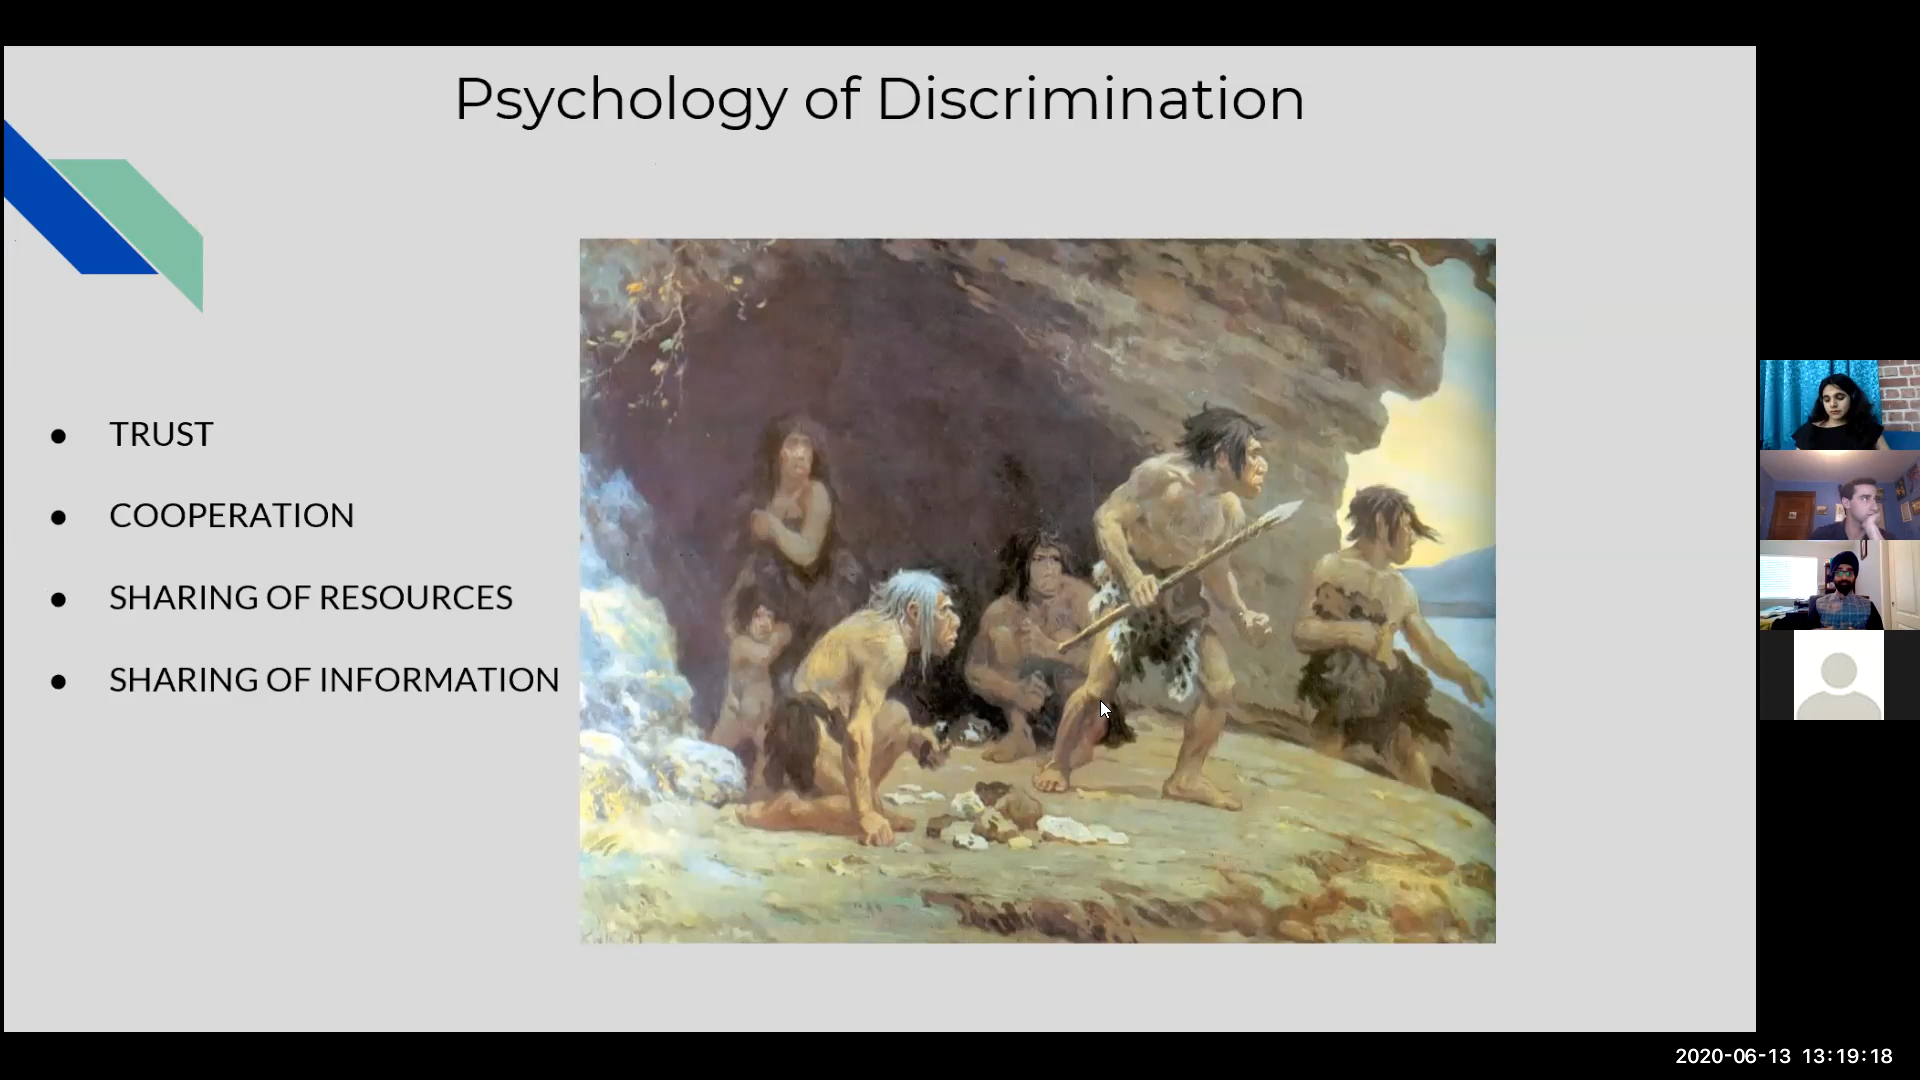 Psychology of Discrimination
● TRUST
● COOPERATION
● SHARING OF RESOURCES
● SHARING OF INFORMATION
2020-06-13 13:19:18